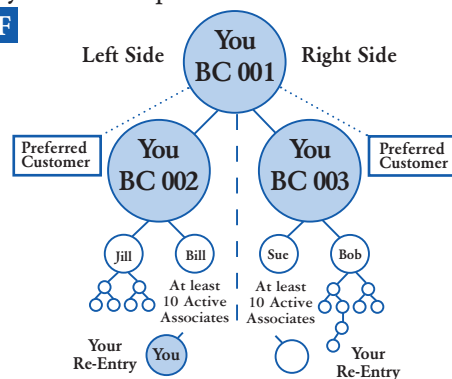 F
Left Side
You
BC 001
Right Side
Preferred
Customer
You
BC 002
You
BC 003
Preferred
Customer
Jill
Bill
Sue
Bob
At least
10 Active
Associates
At least
10 Active
Associates
Your
Re-Entry
You
Your
Re-Entry